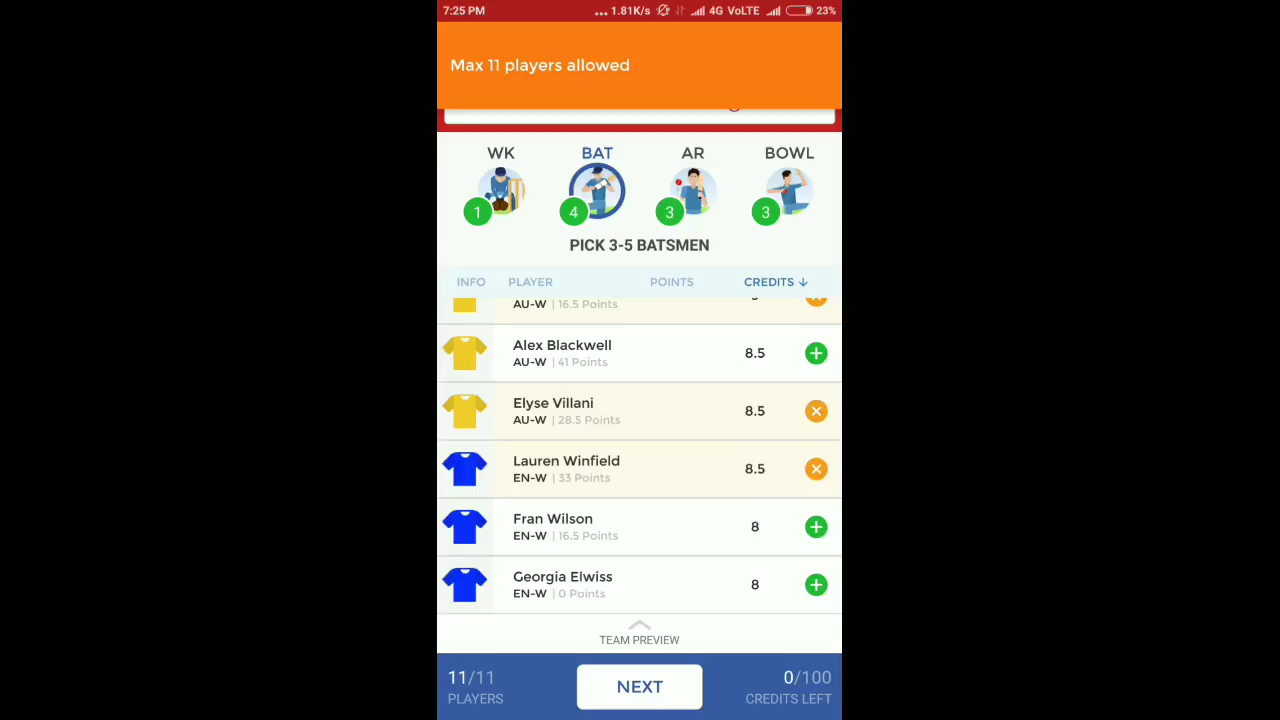 7:25 PM ... 1.81K/s 4G VoLTE 23%
Max 11 players allowed
WK BAT AR BOWL
1 4 3 3
PICK 3-5 BATSMEN
INFO PLAYER POINTS CREDITS ↓
AU-W | 16.5 Points
Alex Blackwell
AU-W | 41 Points
8.5
Elyse Villani
AU-W | 28.5 Points
8.5
Lauren Winfield
EN-W | 33 Points
8.5
Fran Wilson
EN-W | 16.5 Points
8
Georgia Elwiss
EN-W | 0 Points
8
TEAM PREVIEW
11/11
PLAYERS
NEXT
0/100
CREDITS LEFT